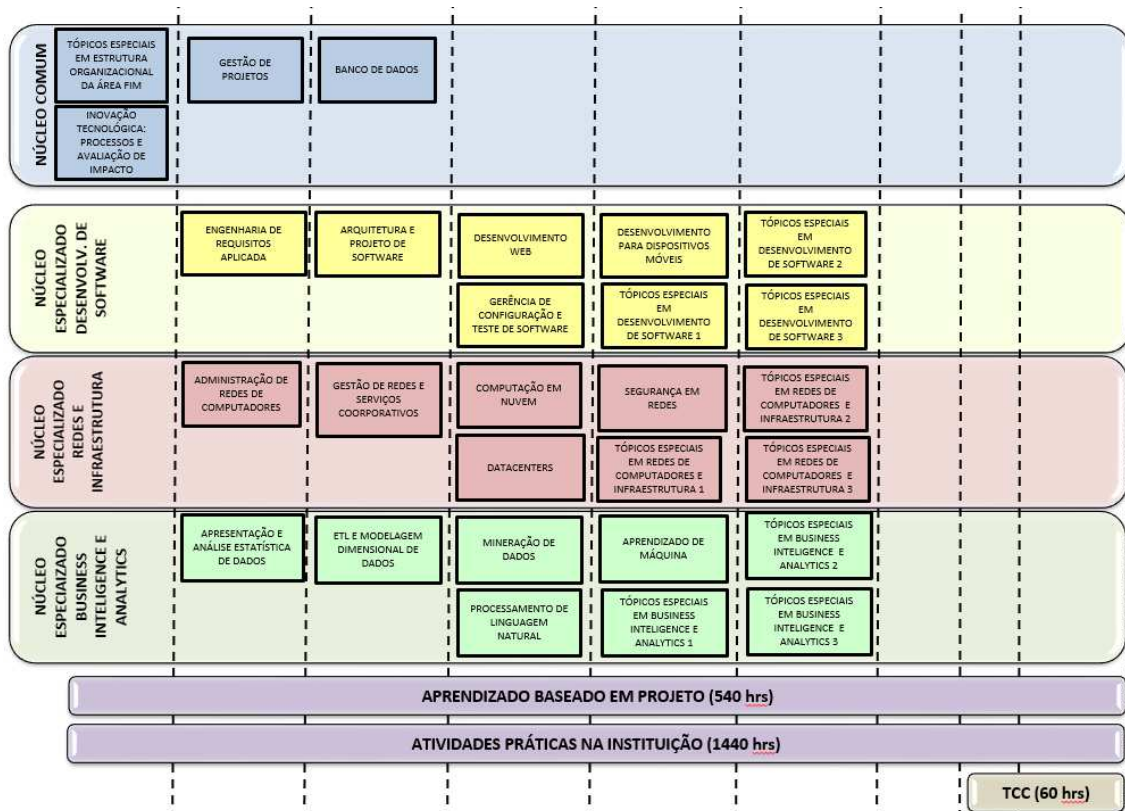 NÚCLEO COMUM
TÓPICOS ESPECIAIS
EM ESTRUTURA
ORGANIZACIONAL
DA ÁREA FIM
GESTÃO DE
PROJETOS
BANCO DE DADOS
INOVAÇÃO
TECNOLÓGICA:
PROCESSOS E
AVALIAÇÃO DE
IMPACTO
NÚCLEO
ESPECIALIZADO
DESENVOLV. DE
SOFTWARE
ENGENHARIA DE
REQUISITOS
APLICADA
ARQUITETURA E
PROJETO DE
SOFTWARE
DESENVOLVIMENTO
WEB
DESENVOLVIMENTO
PARA DISPOSITIVOS
MÓVEIS
TÓPICOS ESPECIAIS
EM
DESENVOLVIMENTO
DE SOFTWARE 2
GERÊNCIA DE
CONFIGURAÇÃO E
TESTE DE SOFTWARE
TÓPICOS ESPECIAIS
EM
DESENVOLVIMENTO
DE SOFTWARE 1
TÓPICOS ESPECIAIS
EM
DESENVOLVIMENTO
DE SOFTWARE 3
NÚCLEO
ESPECIALIZADO
REDES E
INFRAESTRUTURA
ADMINISTRAÇÃO DE
REDES DE
COMPUTADORES
GESTÃO DE REDES E
SERVIÇOS
COORPORATIVOS
COMPUTAÇÃO EM
NUVEM
SEGURANÇA EM
REDES
TÓPICOS ESPECIAIS
EM REDES DE
COMPUTADORES E
INFRAESTRUTURA 2
DATACENTERS
TÓPICOS ESPECIAIS
EM REDES DE
COMPUTADORES E
INFRAESTRUTURA 1
TÓPICOS ESPECIAIS
EM REDES DE
COMPUTADORES E
INFRAESTRUTURA 3
NÚCLEO
ESPECIAIZADO
BUSINESS
INTELIGENCE E
ANALYTICS
APRESENTAÇÃO E
ANÁLISE ESTATÍSTICA
DE DADOS
ETL E MODELAGEM
DIMENSIONAL DE
DADOS
MINERAÇÃO DE
DADOS
APRENDIZADO DE
MÁQUINA
TÓPICOS ESPECIAIS
EM BUSINESS
INTELIGENCE E
ANALYTICS 2
PROCESSAMENTO DE
LINGUAGEM
NATURAL
TÓPICOS ESPECIAIS
EM BUSINESS
INTELIGENCE E
ANALYTICS 1
TÓPICOS ESPECIAIS
EM BUSINESS
INTELIGENCE E
ANALYTICS 3
APRENDIZADO BASEADO EM PROJETO (540 hrs)
ATIVIDADES PRÁTICAS NA INSTITUIÇÃO (1440 hrs)
TCC (60 hrs)